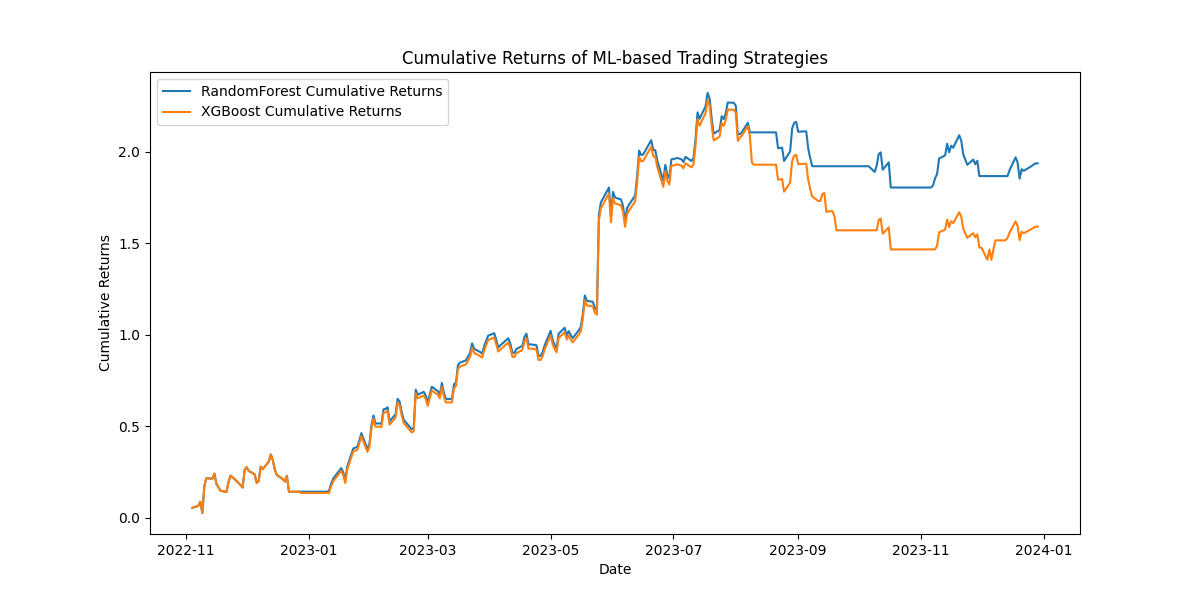 Cumulative Returns of ML-based Trading Strategies
RandomForest Cumulative Returns
XGBoost Cumulative Returns
Cumulative Returns
2.0
1.5
1.0
0.5
0.0
2022-11 2023-01 2023-03 2023-05 2023-07 2023-09 2023-11 2024-01
Date